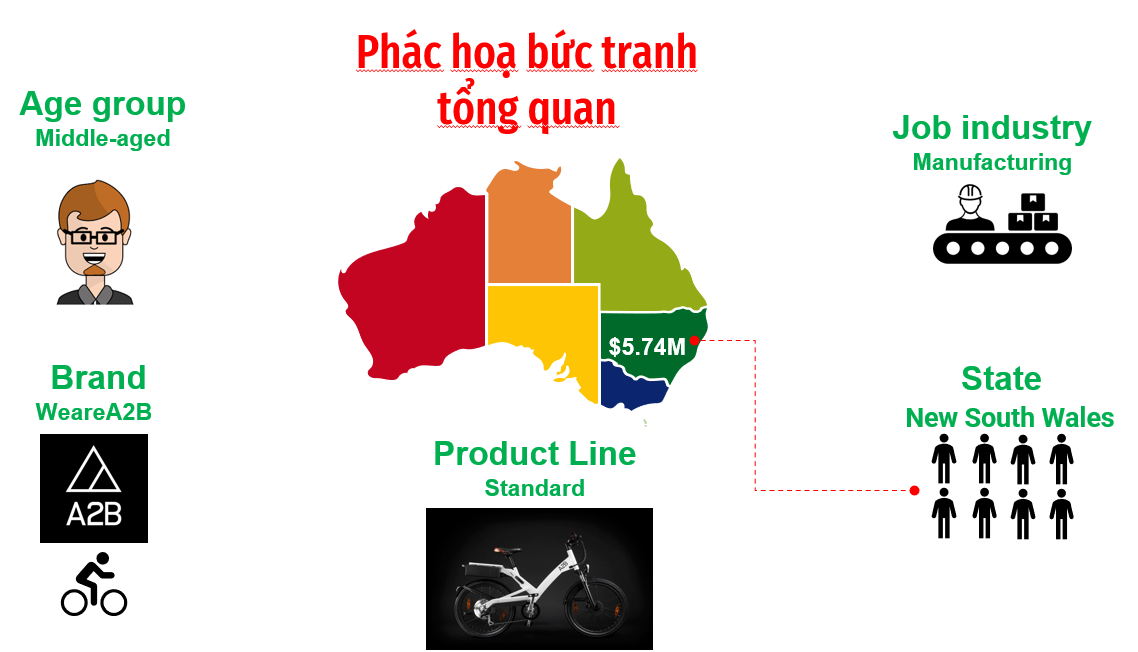 Phác hoạ bức tranh
tổng quan
Age group
Middle-aged
Job industry
Manufacturing
$5.74M
Brand
WeareA2B
A2B
State
New South Wales
Product Line
Standard
A2B